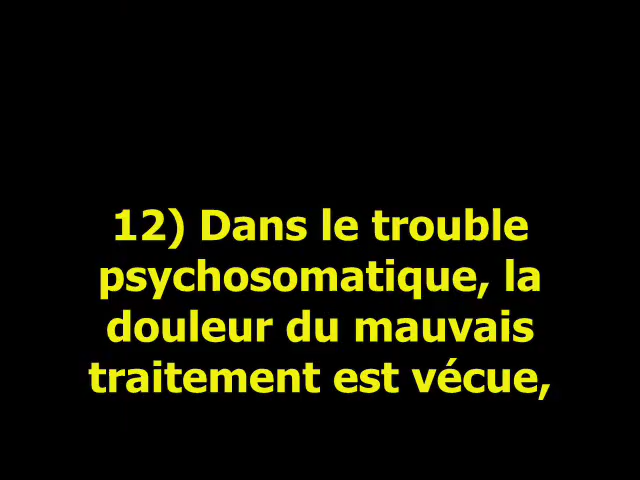 12) Dans le trouble
psychosomatique, la
douleur du mauvais
traitement est vécue,